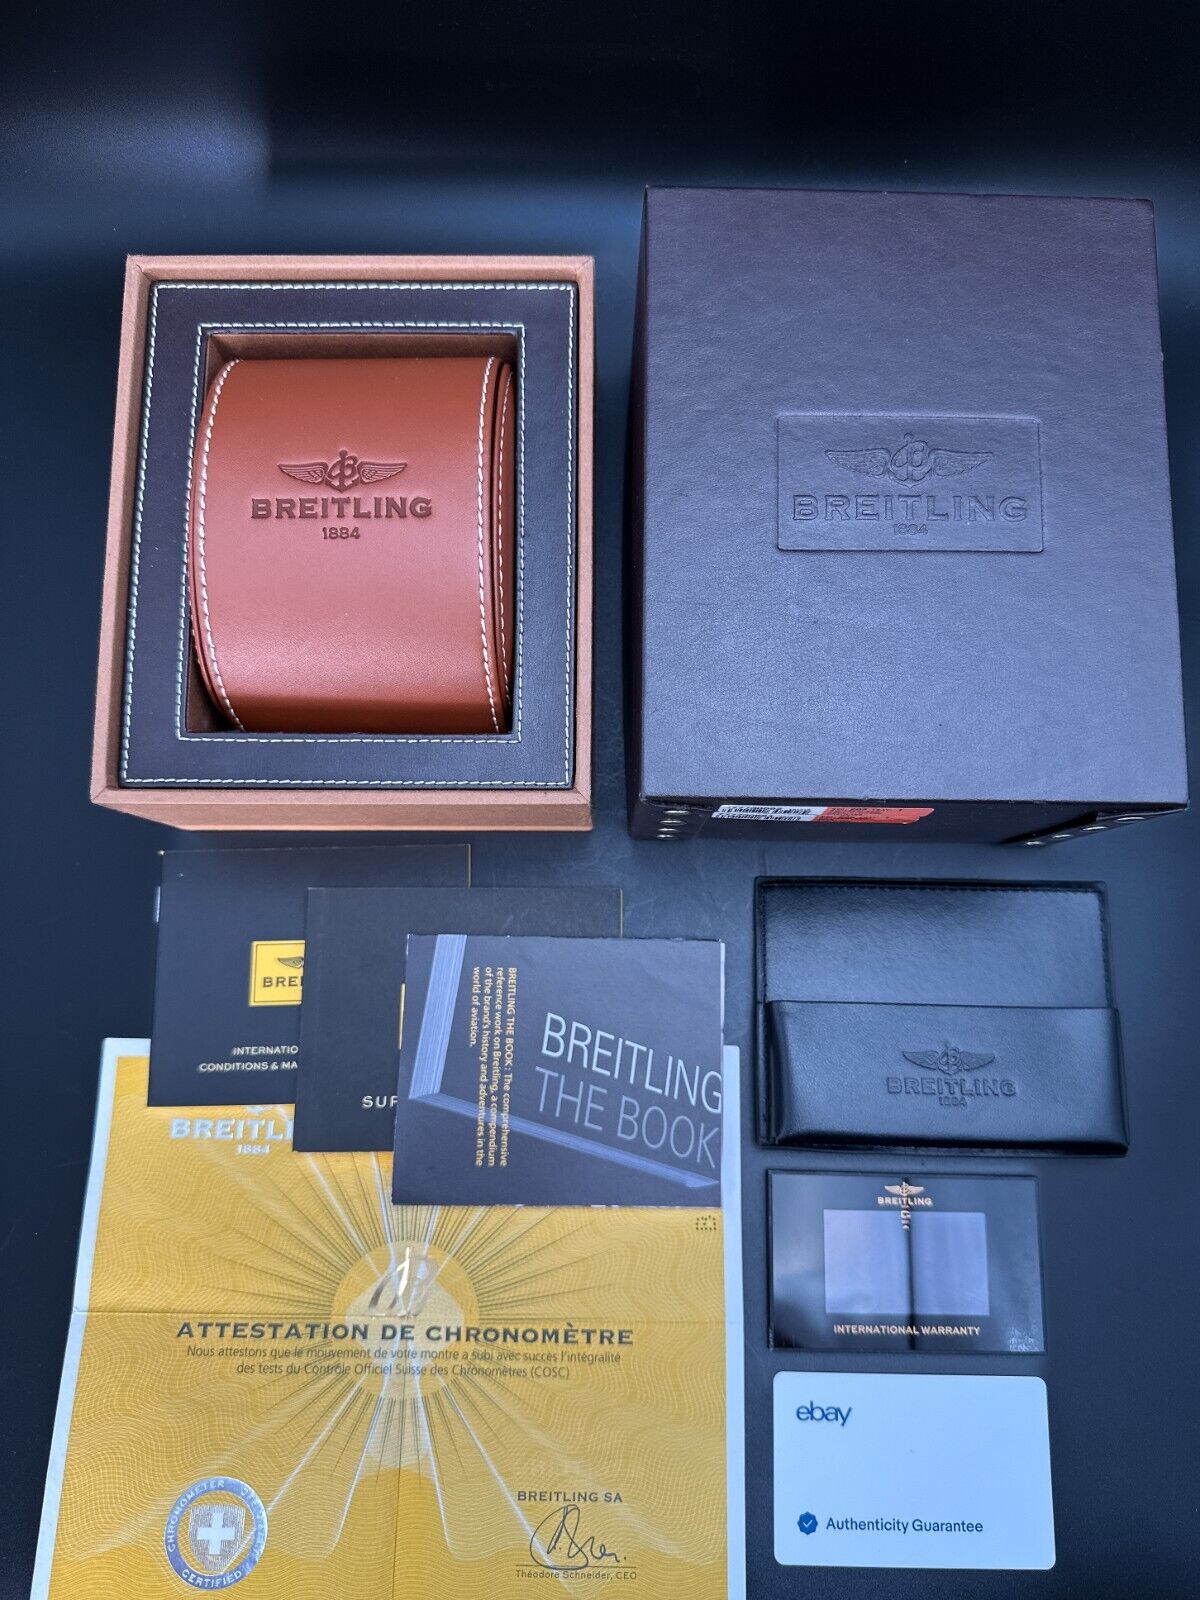 BREITLING
1884
BREITLING
1884
INTERNATIO
CONDITIONS & MA
BREITLING THE BOOK: The comprehensive
reference work on Breitling, a compendium
of the brand's history and adventures in the
world of aviation.
BREITLING
THE BOOK
BREITLING
1884
BREITL
1884
ATTESTATION DE CHRONOMÈTRE
Nous attestons que le mouvement de votre montre a subi avec succès l'intégralité
des tests du Contrôle Officiel Suisse des Chronomètres (COSC)
CHRONOMETER
CERTIFIED
BREITLING SA
Théodore Schneider, CEO
BREITLING
INTERNATIONAL WARRANTY
ebay
Authenticity Guarantee